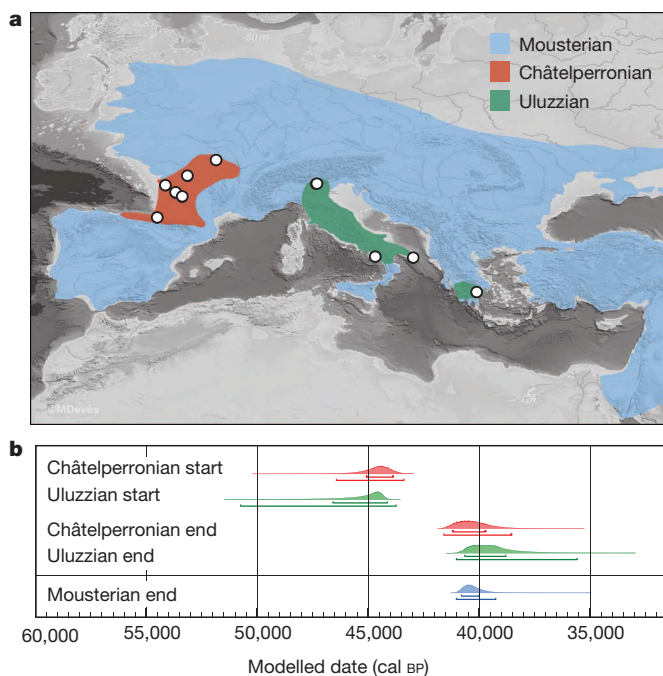 a
-80 m
Mousterian
Châtelperronian
Uluzzian
©MDevès
b
Châtelperronian start
Uluzzian start
Châtelperronian end
Uluzzian end
Mousterian end
60,000 55,000 50,000 45,000 40,000 35,000
Modelled date (cal BP)